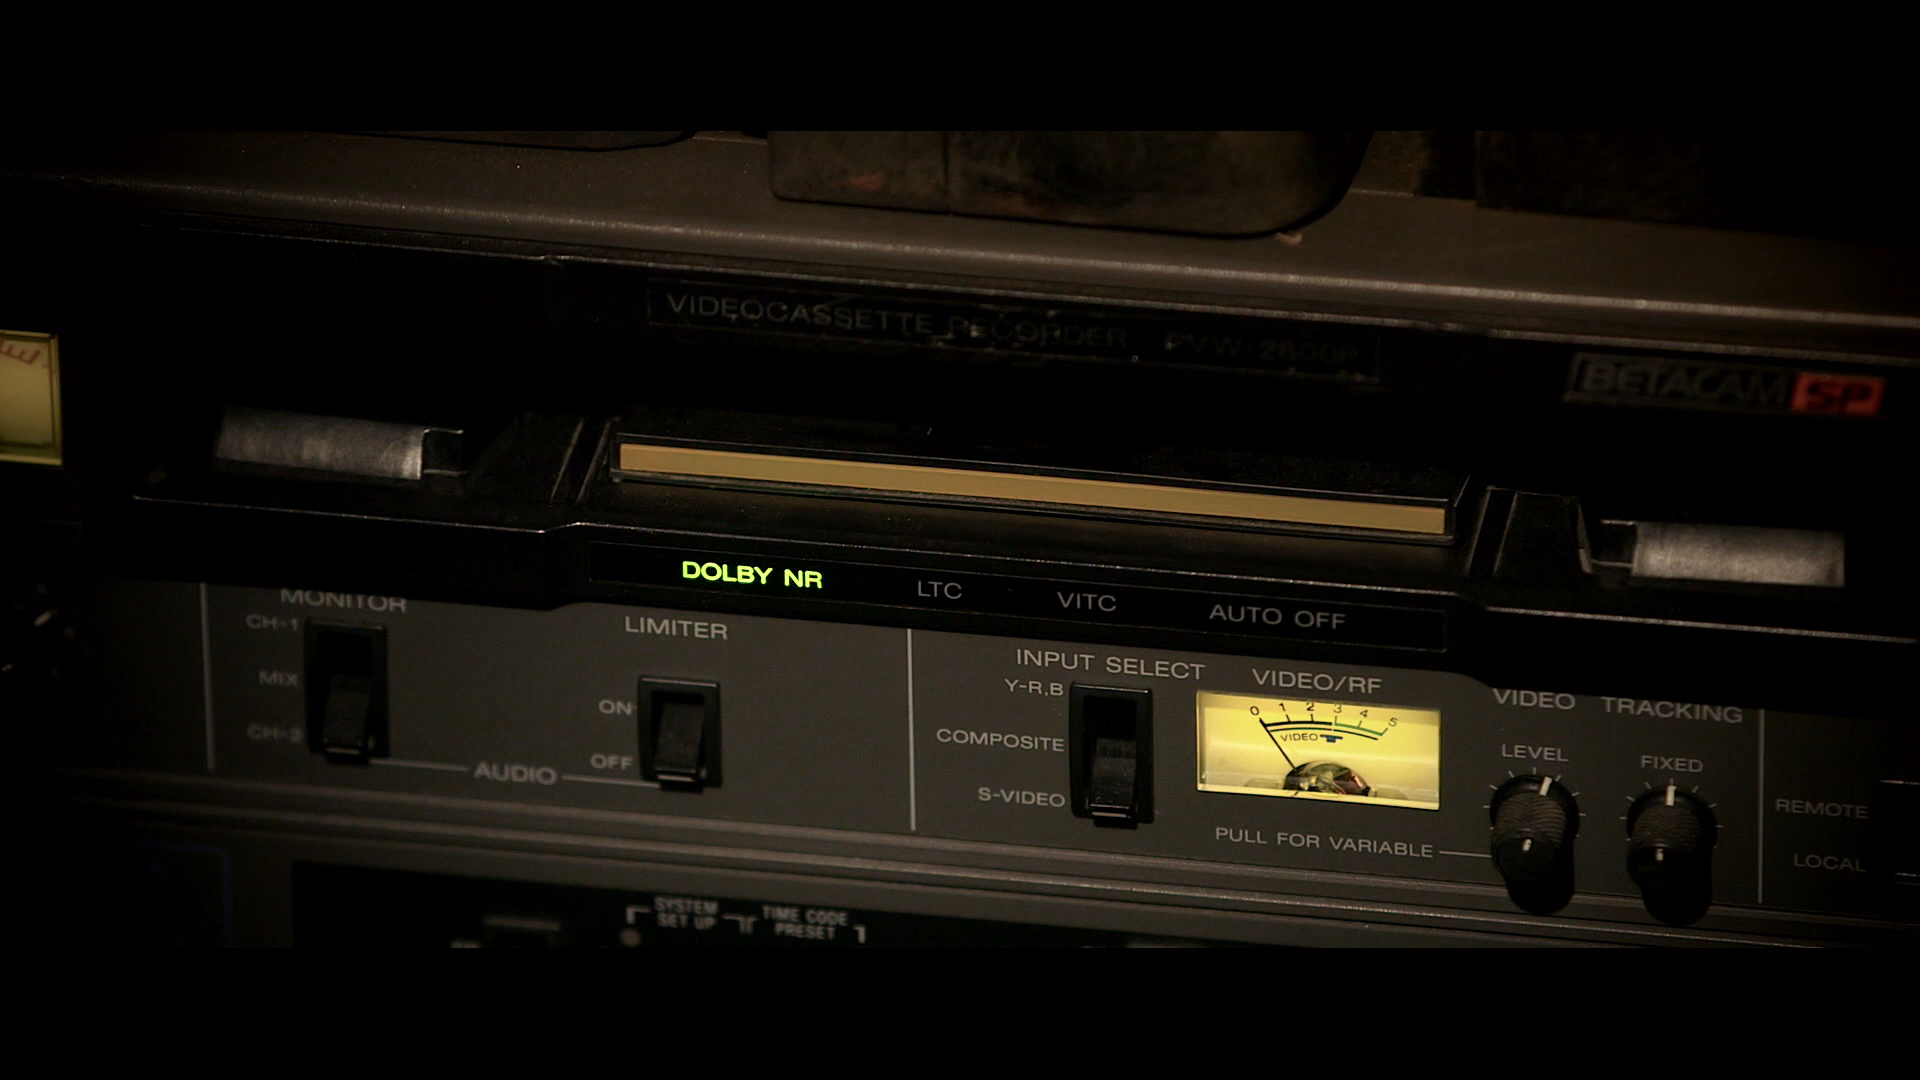 VIDEOCASSETTE RECORDER PVW-2800P
BETACAM SP
DOLBY NR
LTC
VITC
AUTO OFF
MONITOR
CH-1
MIX
CH-2
LIMITER
ON
OFF
AUDIO
INPUT SELECT
Y-R,B
COMPOSITE
S-VIDEO
VIDEO/RF
0 1 2 3 4 5
VIDEO
PULL FOR VARIABLE
VIDEO
LEVEL
TRACKING
FIXED
REMOTE
LOCAL
SYSTEM
SET UP
TIME CODE
PRESET